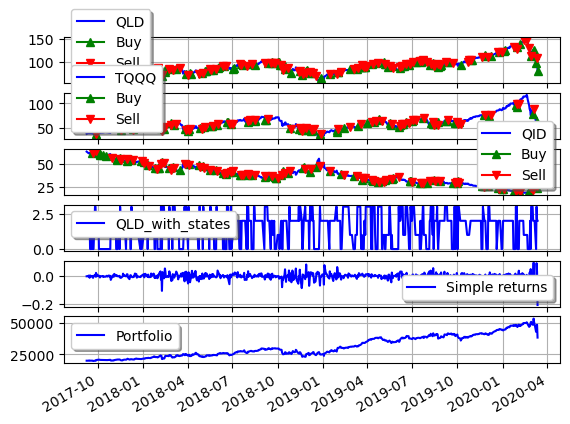 QLD
Buy
Sell
150
100
TQQQ
Buy
Sell
100
50
QID
Buy
Sell
50
25
QLD_with_states
2.5
0.0
Simple returns
0.0
−0.2
Portfolio
50000
25000
2017-10
2018-01
2018-04
2018-07
2018-10
2019-01
2019-04
2019-07
2019-10
2020-01
2020-04